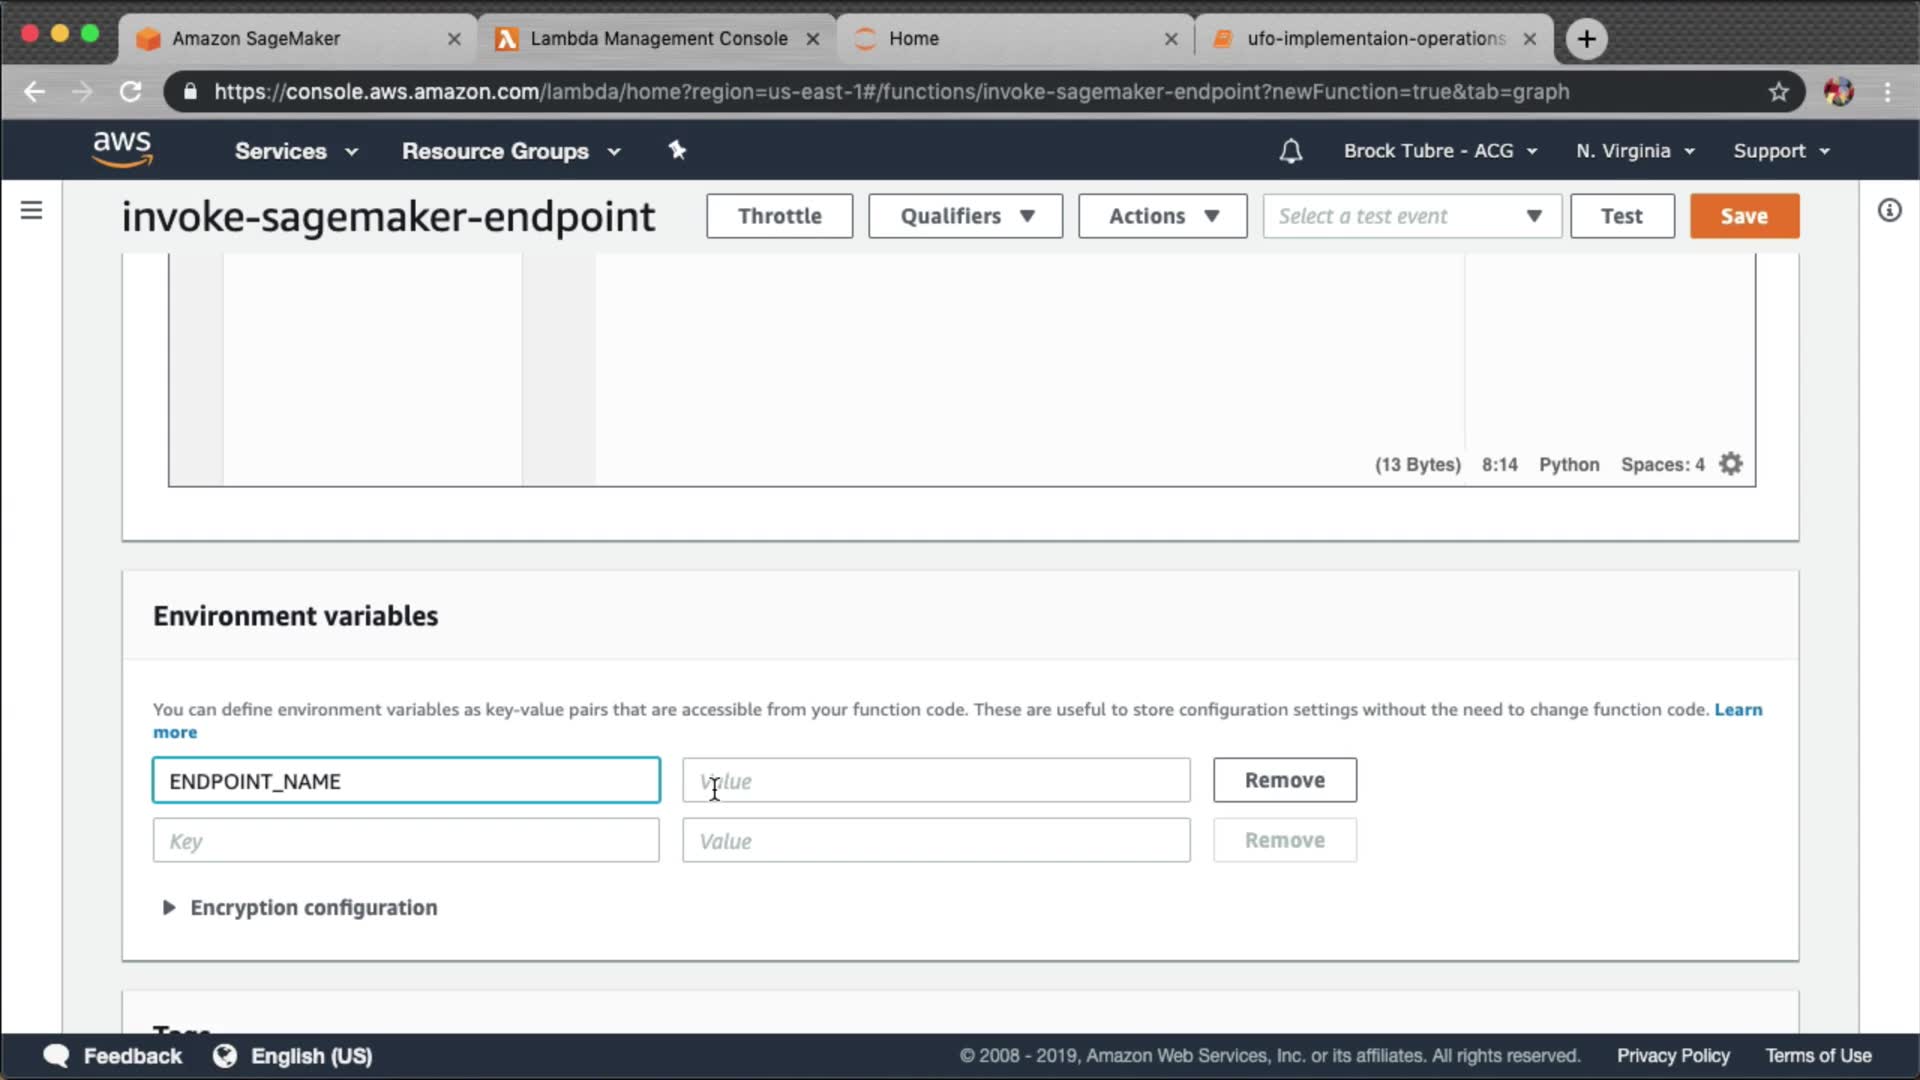 Amazon SageMaker
Lambda Management Console
Home
ufo-implementaion-operations
https://console.aws.amazon.com/lambda/home?region=us-east-1#/functions/invoke-sagemaker-endpoint?newFunction=true&tab=graph
aws
Services
Resource Groups
Brock Tubre - ACG
N. Virginia
Support
invoke-sagemaker-endpoint
Throttle
Qualifiers
Actions
Select a test event
Test
Save
(13 Bytes) 8:14 Python Spaces: 4
Environment variables
You can define environment variables as key-value pairs that are accessible from your function code. These are useful to store configuration settings without the need to change function code. Learn
more
ENDPOINT_NAME
Value
Remove
Key
Value
Remove
Encryption configuration
Tags
Feedback
English (US)
© 2008 - 2019, Amazon Web Services, Inc. or its affiliates. All rights reserved.
Privacy Policy
Terms of Use